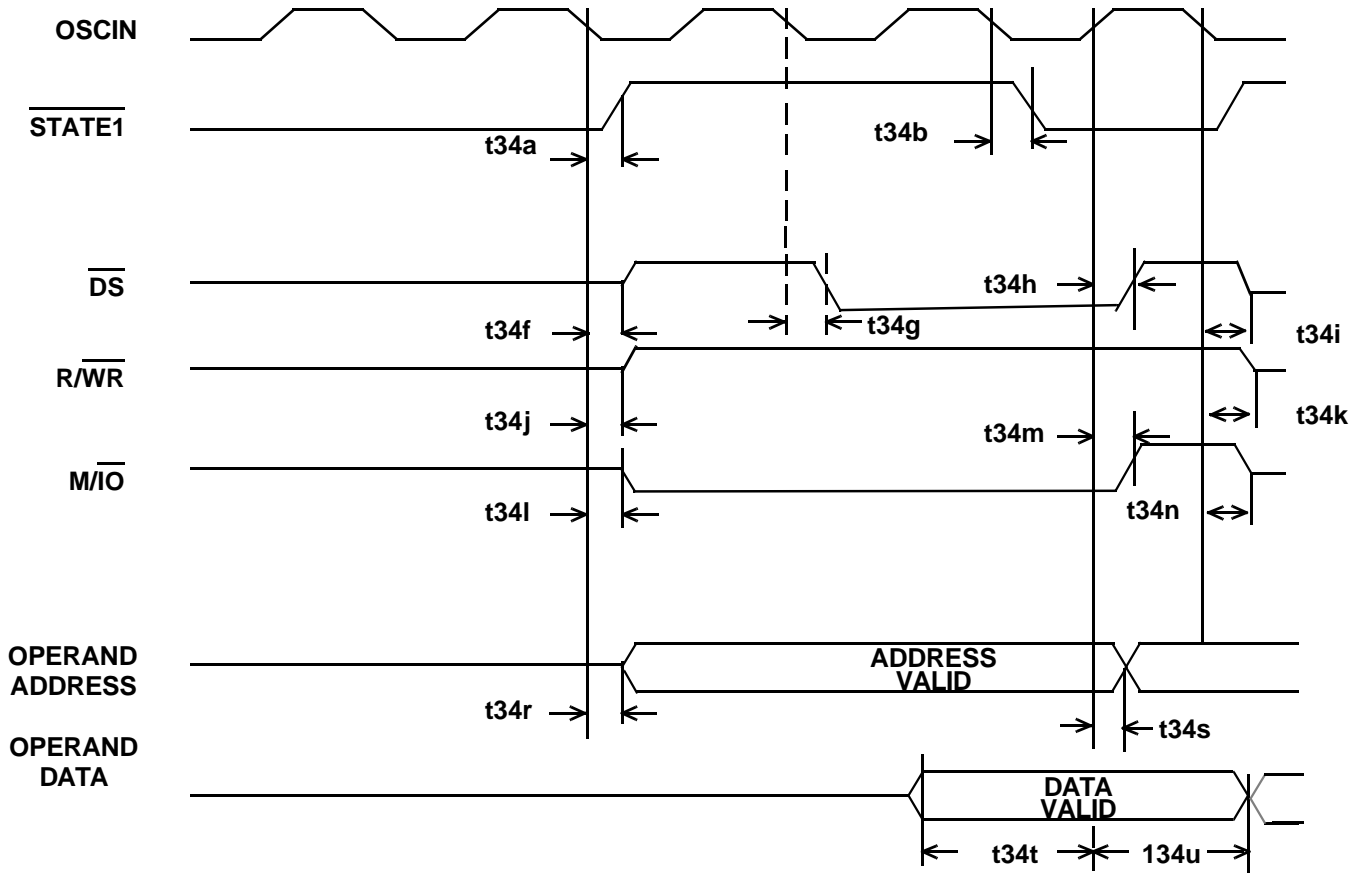 OSCIN
STATE1
t34a
t34b
DS
t34f
t34g
t34h
t34i
R/WR
t34j
t34k
M/IO
t34l
t34m
t34n
OPERAND
ADDRESS
ADDRESS
VALID
t34r
t34s
OPERAND
DATA
DATA
VALID
t34t
134u